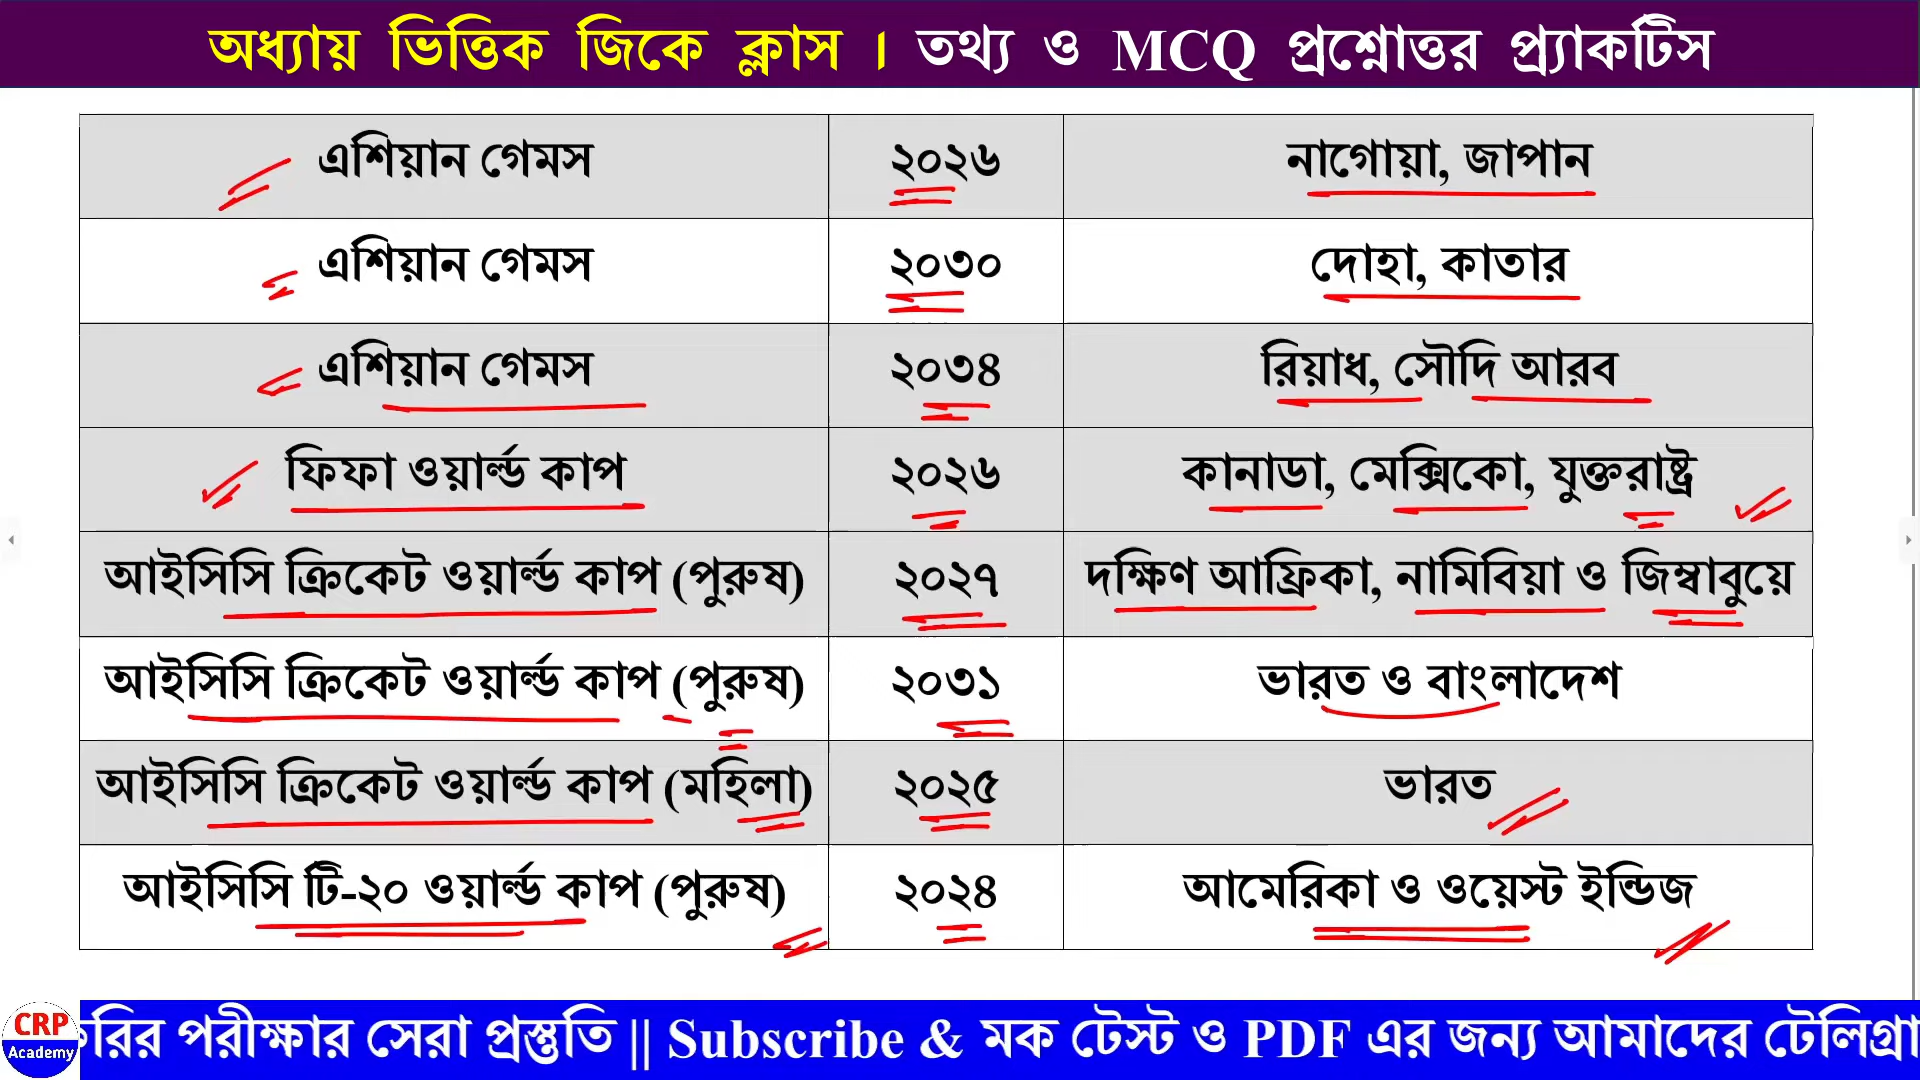 অধ্যায় ভিত্তিক জিকে ক্লাস । তথ্য ও MCQ প্রশ্নোত্তর প্র্যাকটিস
এশিয়ান গেমস ২০২৬ নাগোয়া, জাপান
এশিয়ান গেমস ২০৩০ দোহা, কাতার
এশিয়ান গেমস ২০৩৪ রিয়াধ, সৌদি আরব
ফিফা ওয়ার্ল্ড কাপ ২০২৬ কানাডা, মেক্সিকো, যুক্তরাষ্ট্র
আইসিসি ক্রিকেট ওয়ার্ল্ড কাপ (পুরুষ) ২০২৭ দক্ষিণ আফ্রিকা, নামিবিয়া ও জিম্বাবুয়ে
আইসিসি ক্রিকেট ওয়ার্ল্ড কাপ (পুরুষ) ২০৩১ ভারত ও বাংলাদেশ
আইসিসি ক্রিকেট ওয়ার্ল্ড কাপ (মহিলা) ২০২৫ ভারত
আইসিসি টি-২০ ওয়ার্ল্ড কাপ (পুরুষ) ২০২৪ আমেরিকা ও ওয়েস্ট ইন্ডিজ
CRP
Academy
রির পরীক্ষার সেরা প্রস্তুতি || Subscribe & মক টেস্ট ও PDF এর জন্য আমাদের টেলিগ্রা